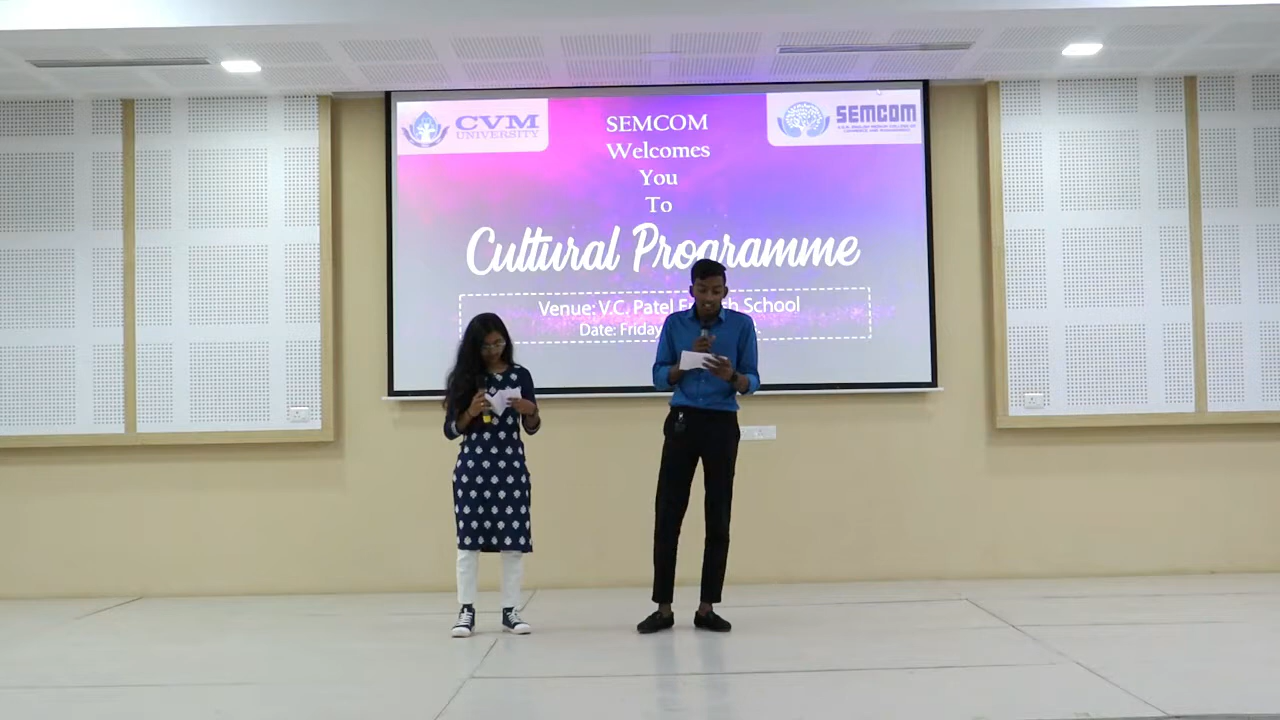 CVM
UNIVERSITY
SEMCOM
Welcomes
You
To
Cultural Programme
Venue: V.C. Patel School
Date: Friday
SEMCOM